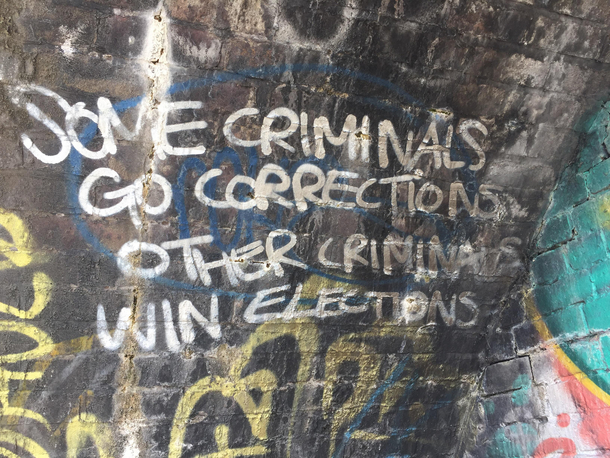 SOME CRIMINALS
GO CORRECTIONS
OTHER CRIMINALS
WIN ELECTIONS